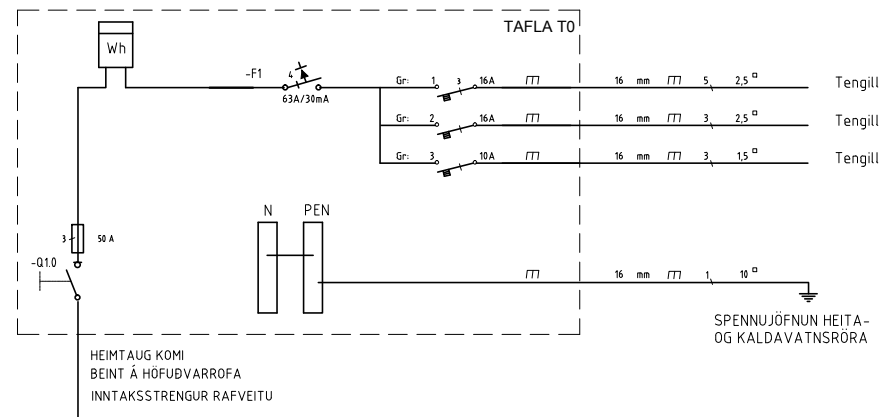 TAFLA T0
Wh
-F1 4 63A/30mA
Gr: 1 3 16A 16 mm 5 2,5 Tengill
Gr: 2 16A 16 mm 3 2,5 Tengill
Gr: 3 10A 16 mm 3 1,5 Tengill
N PEN
3 50 A
-Q1.0
16 mm 1 10
SPENNUJÖFNUN HEITA-
OG KALDAVATNSRÖRA
HEIMTAUG KOMI
BEINT Á HÖFUÐVARROFA
INNTAKSSTRENGUR RAFVEITU